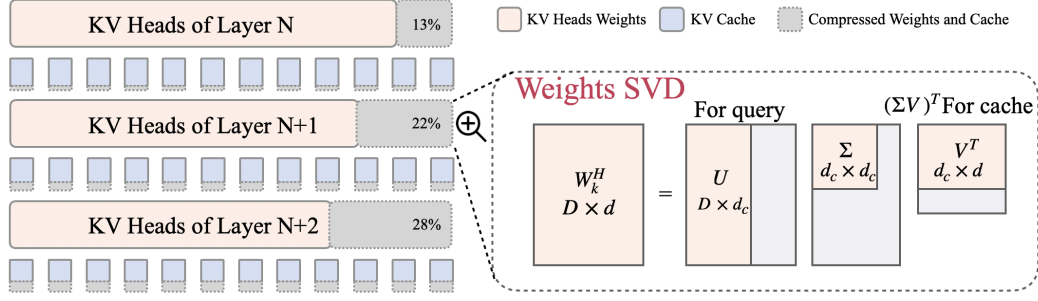 KV Heads of Layer N
13%
KV Heads Weights
KV Cache
Compressed Weights and Cache
KV Heads of Layer N+1
22%
KV Heads of Layer N+2
28%
Weights SVD
For query
(ΣV)^T For cache
W_k^H
D × d
=
U
D × d_c
Σ
d_c × d_c
V^T
d_c × d